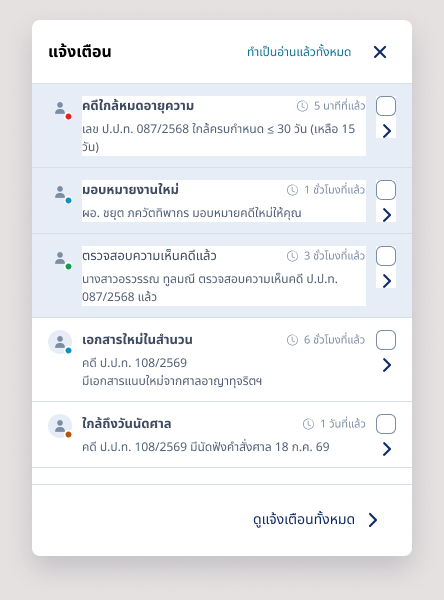 แจ้งเตือน
ทำเป็นอ่านแล้วทั้งหมด
คดีใกล้หมดอายุความ
5 นาทีที่แล้ว
เลข ป.ป.ท. 087/2568 ใกล้ครบกำหนด ≤ 30 วัน (เหลือ 15
วัน)
มอบหมายงานใหม่
1 ชั่วโมงที่แล้ว
ผอ. ชยุต ภควัตทิพากร มอบหมายคดีใหม่ให้คุณ
ตรวจสอบความเห็นคดีแล้ว
3 ชั่วโมงที่แล้ว
นางสาวอรวรรณ ทูลมณี ตรวจสอบความเห็นคดี ป.ป.ท.
087/2568 แล้ว
เอกสารใหม่ในสำนวน
6 ชั่วโมงที่แล้ว
คดี ป.ป.ท. 108/2569
มีเอกสารแนบใหม่จากศาลอาญาทุจริตฯ
ใกล้ถึงวันนัดศาล
1 วันที่แล้ว
คดี ป.ป.ท. 108/2569 มีนัดฟังคำสั่งศาล 18 ก.ค. 69
ดูแจ้งเตือนทั้งหมด